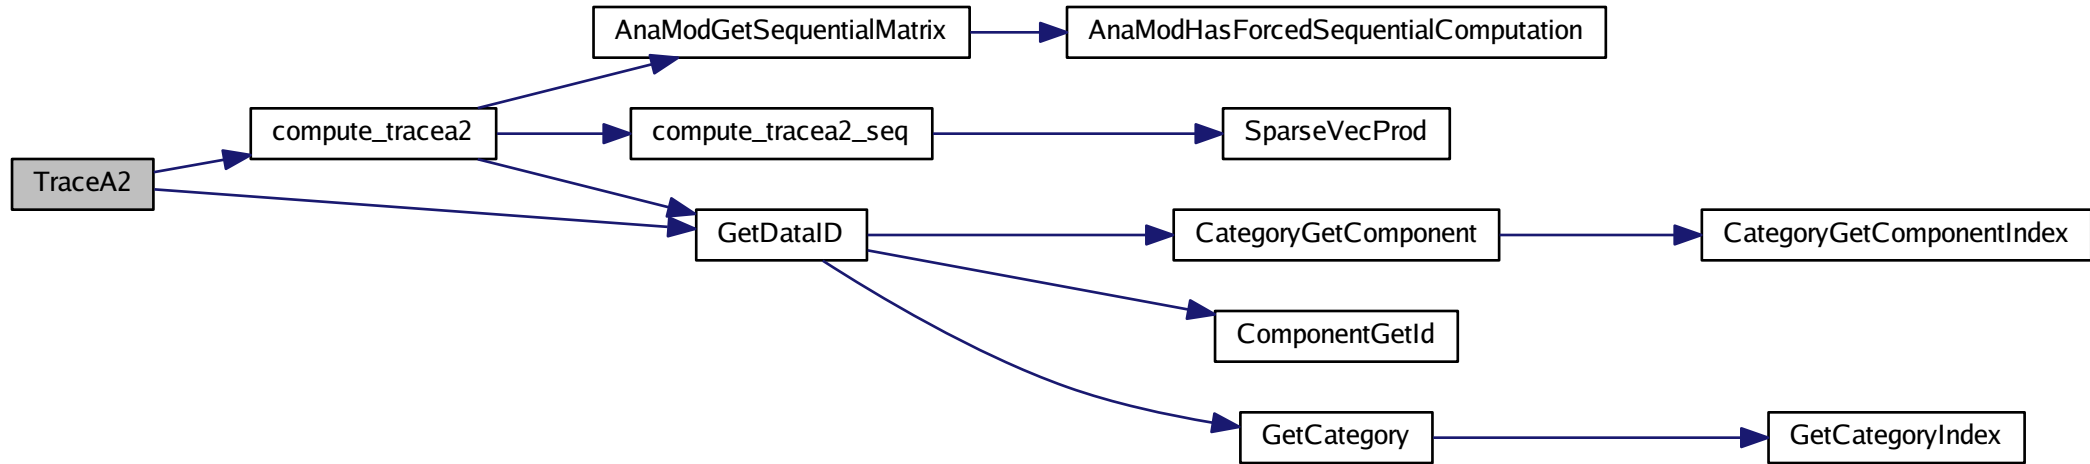 AnaModGetSequentialMatrix
AnaModHasForcedSequentialComputation
compute_tracea2
compute_tracea2_seq
SparseVecProd
TraceA2
GetDataID
CategoryGetComponent
CategoryGetComponentIndex
ComponentGetId
GetCategory
GetCategoryIndex